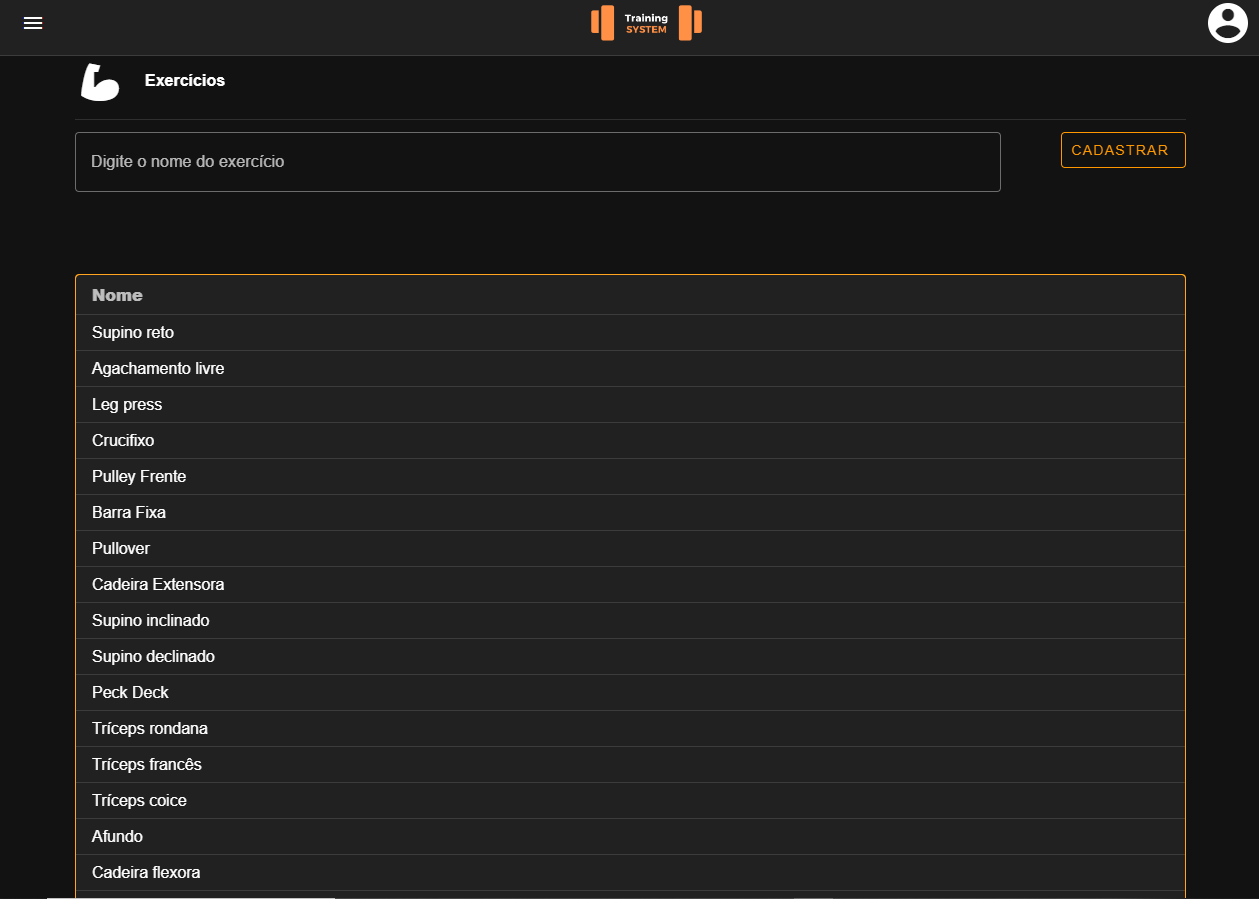 Training
SYSTEM
Exercícios
Digite o nome do exercício
CADASTRAR
Nome
Supino reto
Agachamento livre
Leg press
Crucifixo
Pulley Frente
Barra Fixa
Pullover
Cadeira Extensora
Supino inclinado
Supino declinado
Peck Deck
Tríceps rondana
Tríceps francês
Tríceps coice
Afundo
Cadeira flexora